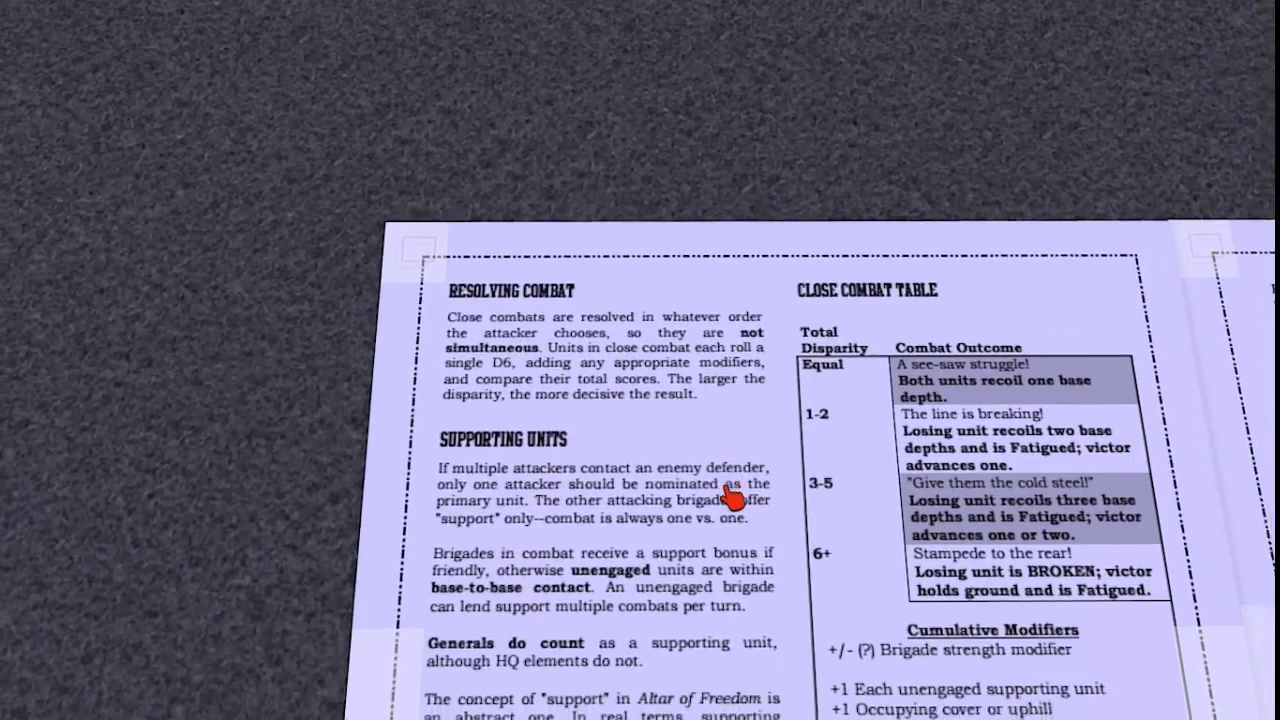 RESOLVING COMBAT
Close combats are resolved in whatever order
the attacker chooses, so they are not
simultaneous. Units in close combat each roll a
single D6, adding any appropriate modifiers,
and compare their total scores. The larger the
disparity, the more decisive the result.
SUPPORTING UNITS
If multiple attackers contact an enemy defender,
only one attacker should be nominated as the
primary unit. The other attacking brigades offer
"support" only--combat is always one vs. one.
Brigades in combat receive a support bonus if
friendly, otherwise unengaged units are within
base-to-base contact. An unengaged brigade
can lend support multiple combats per turn.
Generals do count as a supporting unit,
although HQ elements do not.
The concept of "support" in Altar of Freedom is
an abstract one. In real terms, supporting
CLOSE COMBAT TABLE
Total
Disparity Combat Outcome
Equal A see-saw struggle!
Both units recoil one base
depth.
1-2 The line is breaking!
Losing unit recoils two base
depths and is Fatigued; victor
advances one.
3-5 "Give them the cold steel!"
Losing unit recoils three base
depths and is Fatigued; victor
advances one or two.
6+ Stampede to the rear!
Losing unit is BROKEN; victor
holds ground and is Fatigued.
Cumulative Modifiers
+/- (?) Brigade strength modifier
+1 Each unengaged supporting unit
+1 Occupying cover or uphill